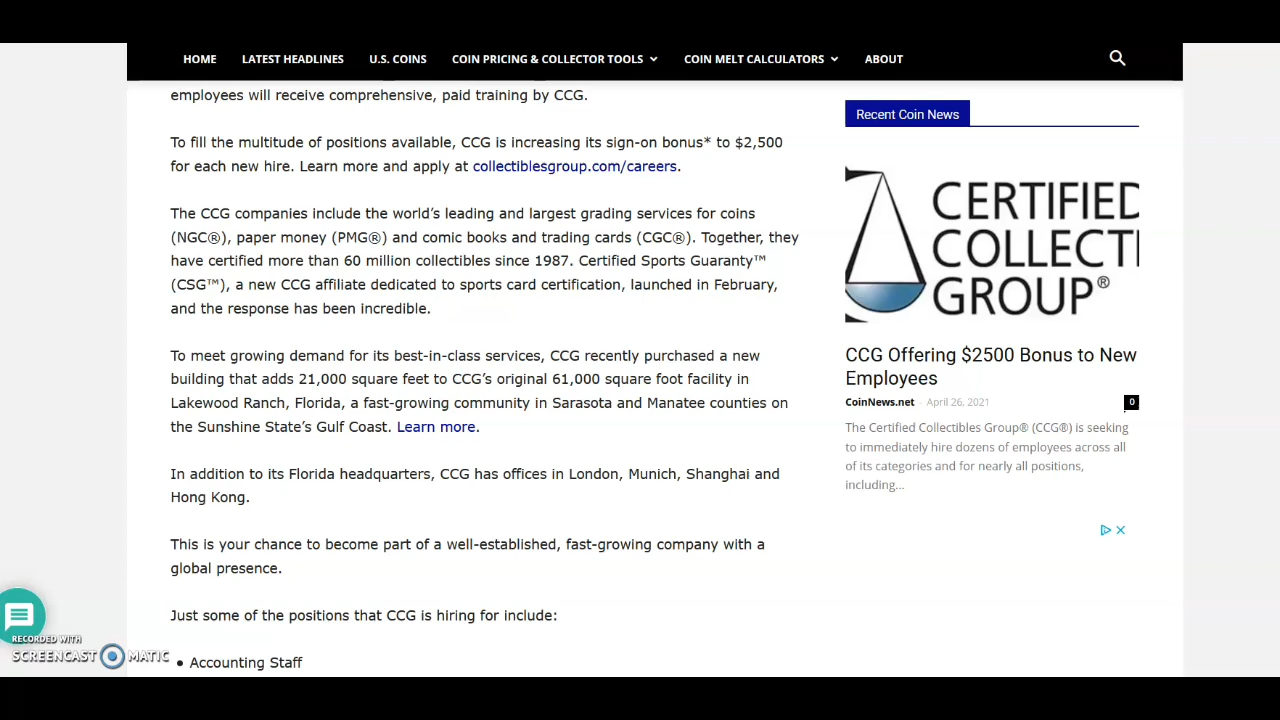 HOME LATEST HEADLINES U.S. COINS COIN PRICING & COLLECTOR TOOLS COIN MELT CALCULATORS ABOUT
employees will receive comprehensive, paid training by CCG.
To fill the multitude of positions available, CCG is increasing its sign-on bonus* to $2,500
for each new hire. Learn more and apply at collectiblesgroup.com/careers.
The CCG companies include the world’s leading and largest grading services for coins
(NGC®), paper money (PMG®) and comic books and trading cards (CGC®). Together, they
have certified more than 60 million collectibles since 1987. Certified Sports Guaranty™
(CSG™), a new CCG affiliate dedicated to sports card certification, launched in February,
and the response has been incredible.
To meet growing demand for its best-in-class services, CCG recently purchased a new
building that adds 21,000 square feet to CCG’s original 61,000 square foot facility in
Lakewood Ranch, Florida, a fast-growing community in Sarasota and Manatee counties on
the Sunshine State’s Gulf Coast. Learn more.
In addition to its Florida headquarters, CCG has offices in London, Munich, Shanghai and
Hong Kong.
This is your chance to become part of a well-established, fast-growing company with a
global presence.
Just some of the positions that CCG is hiring for include:
• Accounting Staff
Recent Coin News
CERTIFIED
COLLECTI
GROUP®
CCG Offering $2500 Bonus to New
Employees
CoinNews.net - April 26, 2021 0
The Certified Collectibles Group® (CCG®) is seeking
to immediately hire dozens of employees across all
of its categories and for nearly all positions,
including...
RECORDED WITH
SCREENCAST MATIC